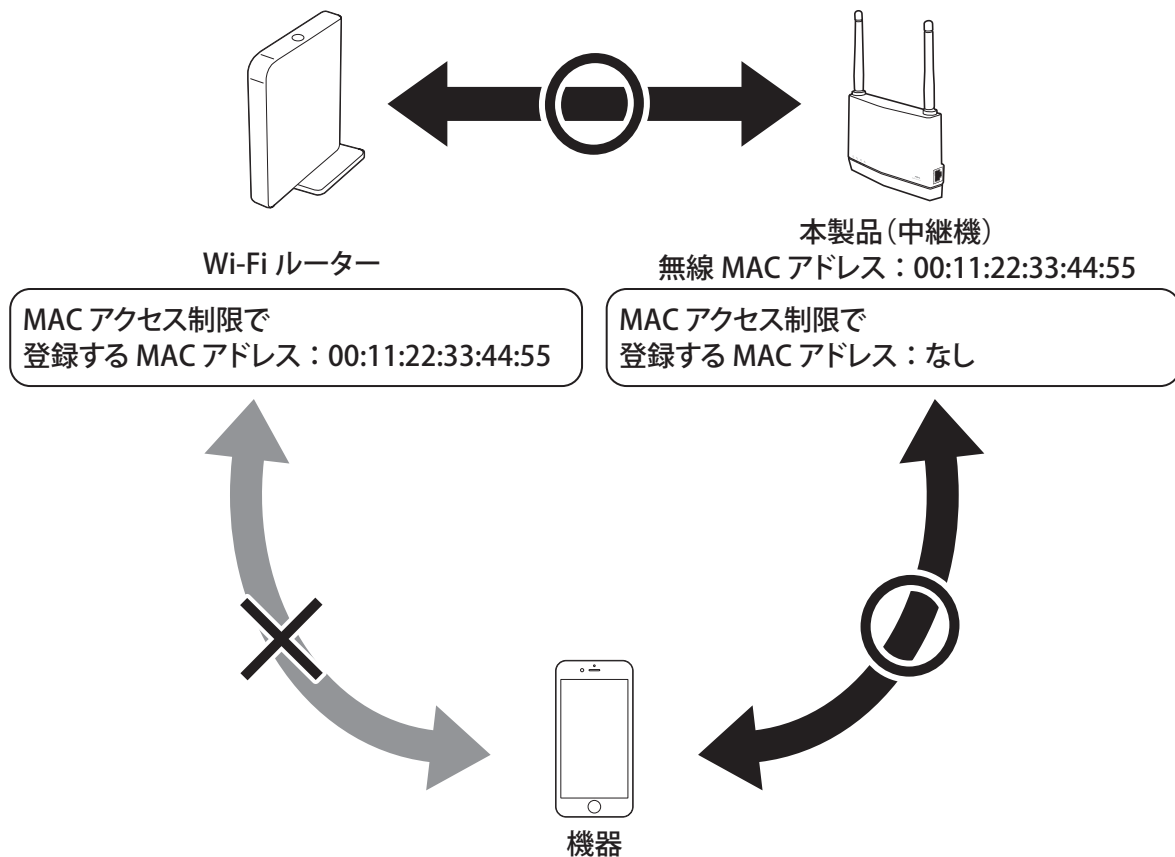 Wi-Fi ルーター
本製品（中継機）
無線 MAC アドレス：00:11:22:33:44:55
MAC アクセス制限で
登録する MAC アドレス：00:11:22:33:44:55
MAC アクセス制限で
登録する MAC アドレス：なし
機器